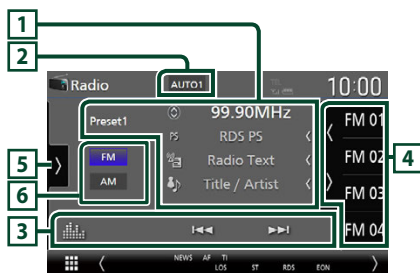 1
2
Radio
AUTO1
10:00
Preset1
99.90MHz
PS
RDS PS
Radio Text
Title / Artist
FM
AM
FM 01
FM 02
FM 03
FM 04
4
5
6
3
NEWS AF TI
LOS ST RDS EON